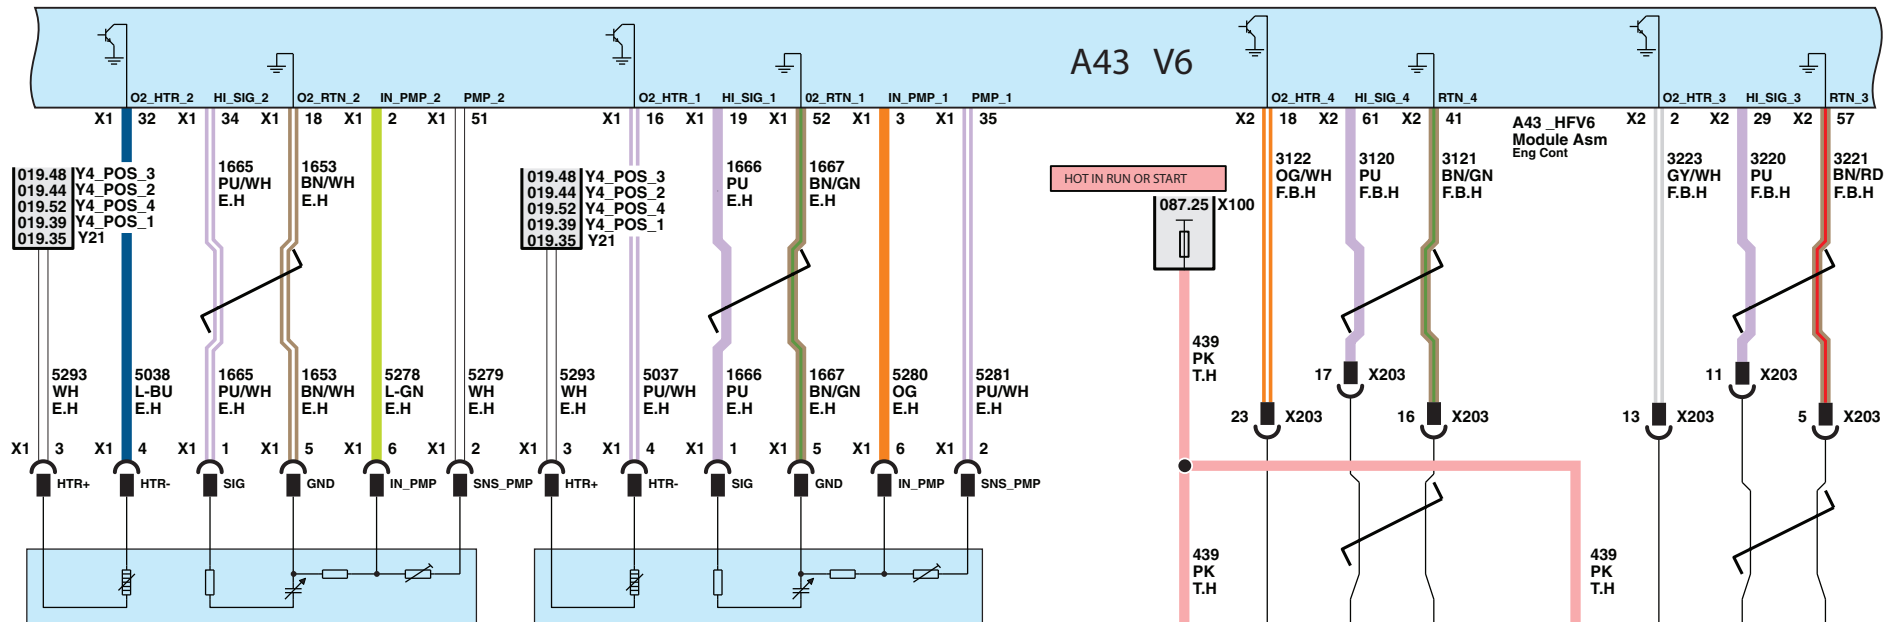 A43 V6
O2_HTR_2 HI_SIG_2 O2_RTN_2 IN_PMP_2 PMP_2 O2_HTR_1 HI_SIG_1 02_RTN_1 IN_PMP_1 PMP_1 O2_HTR_4 HI_SIG_4 RTN_4 O2_HTR_3 HI_SIG_3 RTN_3
X1 32 X1 34 X1 18 X1 2 X1 51 X1 16 X1 19 X1 52 X1 3 X1 35 X2 18 X2 61 X2 41 X2 2 X2 29 X2 57
A43 _HFV6
Module Asm
Eng Cont
019.48 Y4_POS_3
019.44 Y4_POS_2
019.52 Y4_POS_4
019.39 Y4_POS_1
019.35 Y21
1665
PU/WH
E.H
1653
BN/WH
E.H
019.48 Y4_POS_3
019.44 Y4_POS_2
019.52 Y4_POS_4
019.39 Y4_POS_1
019.35 Y21
1666
PU
E.H
1667
BN/GN
E.H
HOT IN RUN OR START
087.25 X100
3122
OG/WH
F.B.H
3120
PU
F.B.H
3121
BN/GN
F.B.H
3223
GY/WH
F.B.H
3220
PU
F.B.H
3221
BN/RD
F.B.H
439
PK
T.H
5293
WH
E.H
5038
L-BU
E.H
1665
PU/WH
E.H
1653
BN/WH
E.H
5278
L-GN
E.H
5279
WH
E.H
5293
WH
E.H
5037
PU/WH
E.H
1666
PU
E.H
1667
BN/GN
E.H
5280
OG
E.H
5281
PU/WH
E.H
17 X203
11 X203
23 X203
16 X203
13 X203
5 X203
X1 3 X1 4 X1 1 X1 5 X1 6 X1 2 X1 3 X1 4 X1 1 X1 5 X1 6 X1 2
HTR+ HTR- SIG GND IN_PMP SNS_PMP HTR+ HTR- SIG GND IN_PMP SNS_PMP
439
PK
T.H
439
PK
T.H